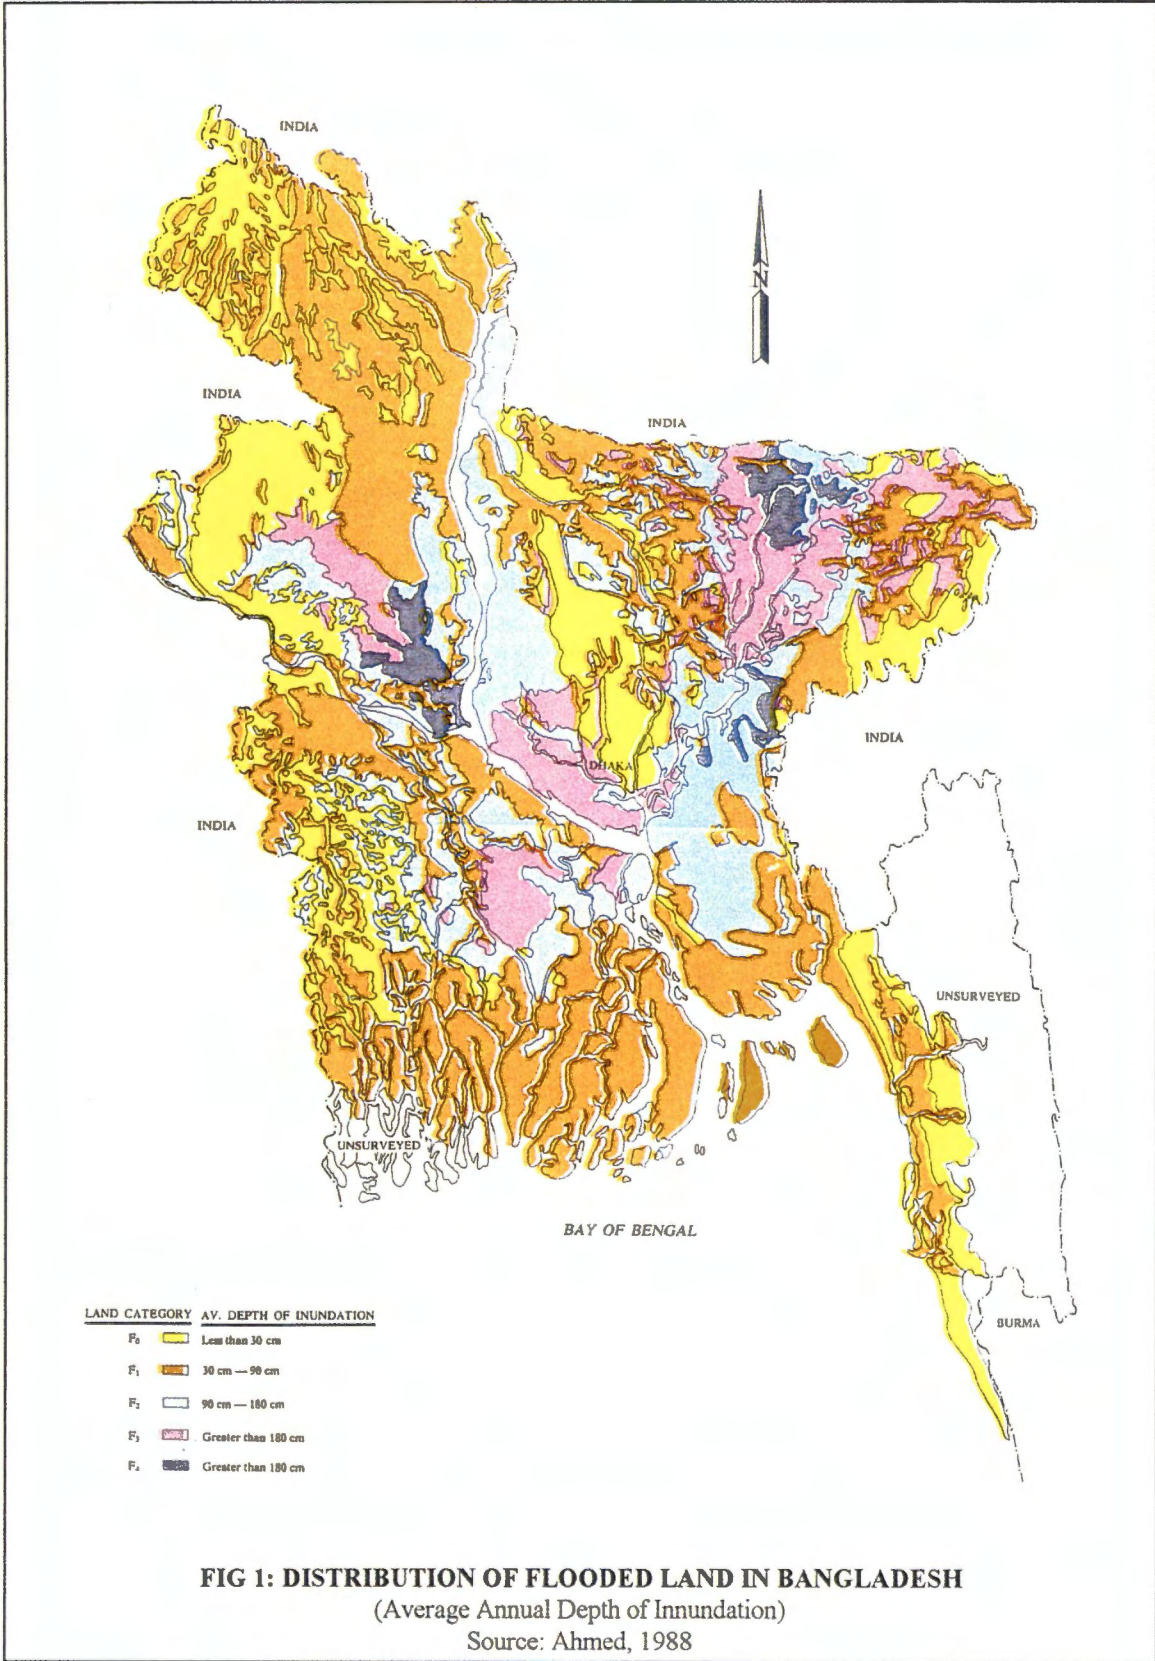 INDIA
N
INDIA
INDIA
DHAKA
INDIA
INDIA
UNSURVEYED
UNSURVEYED
BAY OF BENGAL
BURMA
LAND CATEGORY AV. DEPTH OF INUNDATION
F₀ Less than 30 cm
F₁ 30 cm — 90 cm
F₂ 90 cm — 180 cm
F₃ Greater than 180 cm
F₄ Greater than 180 cm
FIG 1: DISTRIBUTION OF FLOODED LAND IN BANGLADESH
(Average Annual Depth of Innundation)
Source: Ahmed, 1988